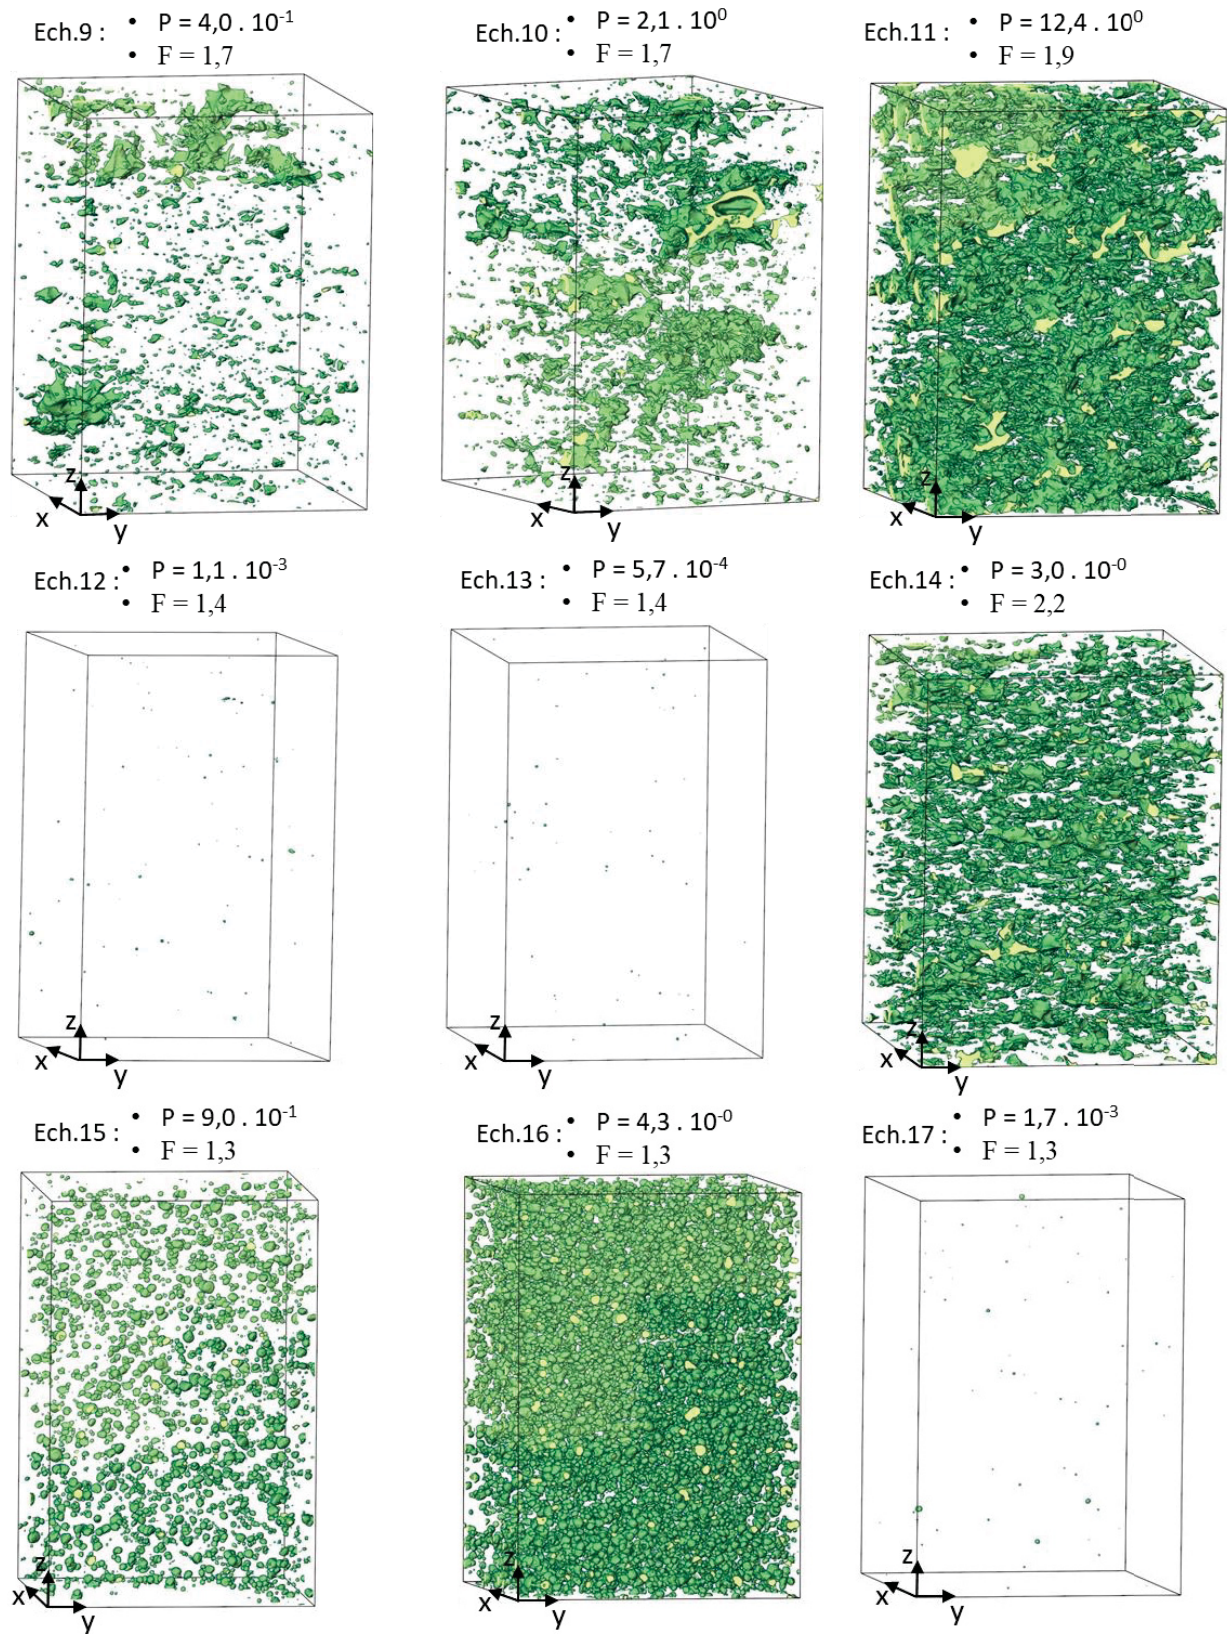 Ech.9 :
• P = 4,0 . 10⁻¹
• F = 1,7
Ech.10 :
• P = 2,1 . 10⁰
• F = 1,7
Ech.11 :
• P = 12,4 . 10⁰
• F = 1,9
z
x
y
z
x
y
z
x
y
Ech.12 :
• P = 1,1 . 10⁻³
• F = 1,4
Ech.13 :
• P = 5,7 . 10⁻⁴
• F = 1,4
Ech.14 :
• P = 3,0 . 10⁻⁰
• F = 2,2
z
x
y
z
x
y
z
x
y
Ech.15 :
• P = 9,0 . 10⁻¹
• F = 1,3
Ech.16 :
• P = 4,3 . 10⁻⁰
• F = 1,3
Ech.17 :
• P = 1,7 . 10⁻³
• F = 1,3
z
x
y
z
x
y
z
x
y